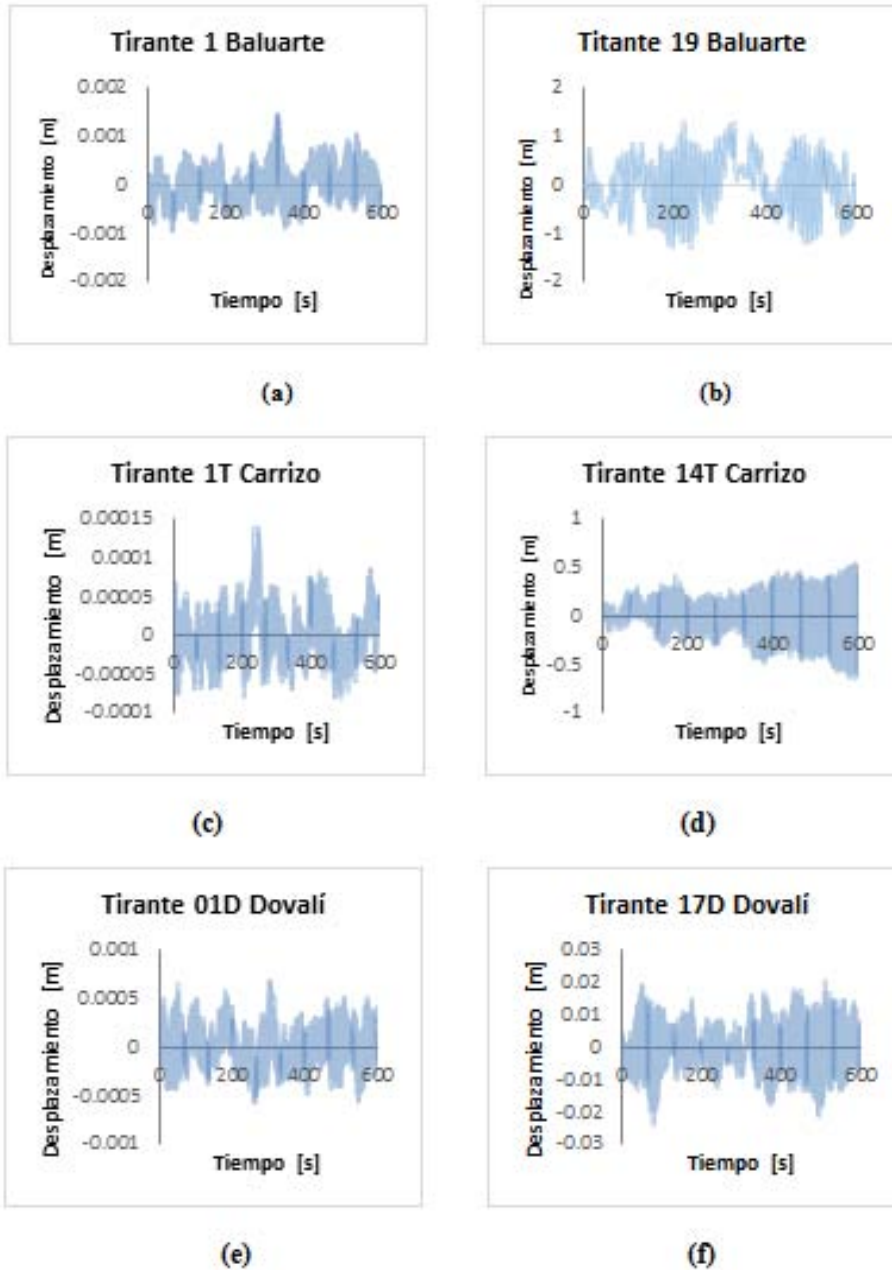 Tirante 1 Baluarte
0.002
0.001
0
-0.001
-0.002
0
200
400
600
Desplazamiento [m]
Tiempo [s]
(a)
Titante 19 Baluarte
2
1
0
-1
-2
0
200
400
600
Desplazamiento [m]
Tiempo [s]
(b)
Tirante 1T Carrizo
0.00015
0.0001
0.00005
0
-0.00005
-0.0001
0
200
400
600
Desplazamiento [m]
Tiempo [s]
(c)
Tirante 14T Carrizo
1
0.5
0
-0.5
-1
0
200
400
600
Desplazamiento [m]
Tiempo [s]
(d)
Tirante 01D Dovalí
0.001
0.0005
0
-0.0005
-0.001
0
200
400
600
Desplazamiento [m]
Tiempo [s]
(e)
Tirante 17D Dovalí
0.03
0.02
0.01
0
-0.01
-0.02
-0.03
0
200
400
600
Desplazamiento [m]
Tiempo [s]
(f)